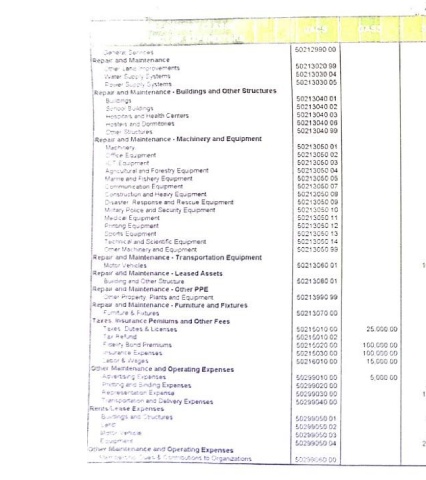 General Services 50212990 00
Repair and Maintenance
Other Land Improvements 50213020 99
Water Supply Systems 50213030 04
Power Supply Systems 50213030 05
Repair and Maintenance - Buildings and Other Structures
Buildings 50213040 01
School Buildings 50213040 02
Hospitals and Health Centers 50213040 03
Hostels and Dormitories 50213040 06
Other Structures 50213040 99
Repair and Maintenance - Machinery and Equipment
Machinery 50213050 01
Office Equipment 50213050 02
ICT Equipment 50213050 03
Agricultural and Forestry Equipment 50213050 04
Marine and Fishery Equipment 50213050 05
Communication Equipment 50213050 07
Construction and Heavy Equipment 50213050 08
Disaster Response and Rescue Equipment 50213050 09
Military Police and Security Equipment 50213050 10
Medical Equipment 50213050 11
Printing Equipment 50213050 12
Sports Equipment 50213050 13
Technical and Scientific Equipment 50213050 14
Other Machinery and Equipment 50213050 99
Repair and Maintenance - Transportation Equipment
Motor Vehicles 50213060 01 1
Repair and Maintenance - Leased Assets
Building and Other Structure 50213080 01
Repair and Maintenance - Other PPE
Other Property, Plants and Equipment 50213990 99
Repair and Maintenance - Furniture and Fixtures
Furniture & Fixtures 50213070 00
Taxes, Insurance Pemiums and Other Fees
Taxes, Duties & Licenses 50215010 00 25,000.00
Tax Refund 50215010 02
Fidelity Bond Premiums 50215020 00 100,000.00
Insurance Expenses 50215030 00 100,000.00
Labor & Wages 50216010 00 15,000.00
Other Maintenance and Operating Expenses
Advertising Expenses 50299010 00 5,000.00
Printing and Binding Expenses 50299020 00
Representation Expense 50299030 00 1
Transportation and Delivery Expenses 50299040 00
Rents/Lease Expenses
Buildings and Structures 50299050 01
Land 50299050 02
Motor Vehicle 50299050 03
Equipment 50299050 04 2
Other Maintenance and Operating Expenses
Dues & Contributions to Organizations 50299060 00